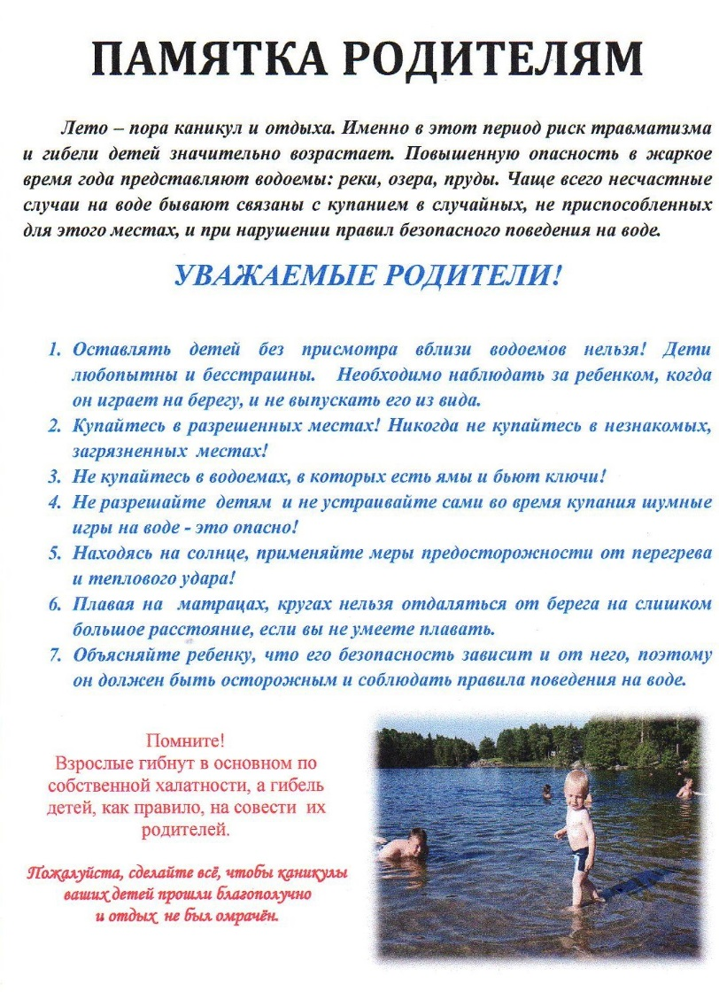 ПАМЯТКА РОДИТЕЛЯМ
Лето – пора каникул и отдыха. Именно в этот период риск травматизма
и гибели детей значительно возрастает. Повышенную опасность в жаркое
время года представляют водоемы: реки, озера, пруды. Чаще всего несчастные
случаи на воде бывают связаны с купанием в случайных, не приспособленных
для этого местах, и при нарушении правил безопасного поведения на воде.
УВАЖАЕМЫЕ РОДИТЕЛИ!
1. Оставлять детей без присмотра вблизи водоемов нельзя! Дети
любопытны и бесстрашны. Необходимо наблюдать за ребенком, когда
он играет на берегу, и не выпускать его из вида.
2. Купайтесь в разрешенных местах! Никогда не купайтесь в незнакомых,
загрязненных местах!
3. Не купайтесь в водоемах, в которых есть ямы и бьют ключи!
4. Не разрешайте детям и не устраивайте сами во время купания шумные
игры на воде - это опасно!
5. Находясь на солнце, применяйте меры предосторожности от перегрева
и теплового удара!
6. Плавая на матрацах, кругах нельзя отдаляться от берега на слишком
большое расстояние, если вы не умеете плавать.
7. Объясняйте ребенку, что его безопасность зависит и от него, поэтому
он должен быть осторожным и соблюдать правила поведения на воде.
Помните!
Взрослые гибнут в основном по
собственной халатности, а гибель
детей, как правило, на совести их
родителей.
Пожалуйста, сделайте всё, чтобы каникулы
ваших детей прошли благополучно
и отдых не был омрачён.